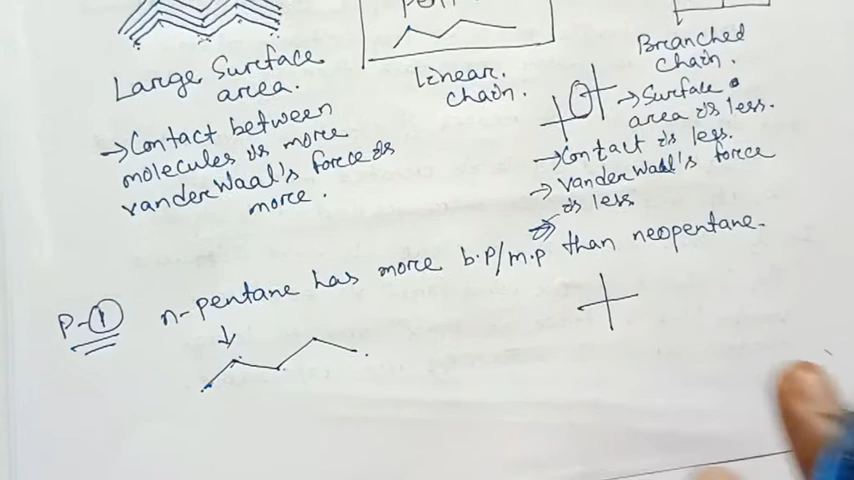 Large Surface
area.
→ Contact between
molecules is more
vanderWaal's force is
more.
Linear.
chain.
Branched
chain.
→ Surface
area is less.
→ Contact is less.
→ vanderWaal's force
is less
P-1 n-pentane has more b.p/m.p than neopentane.